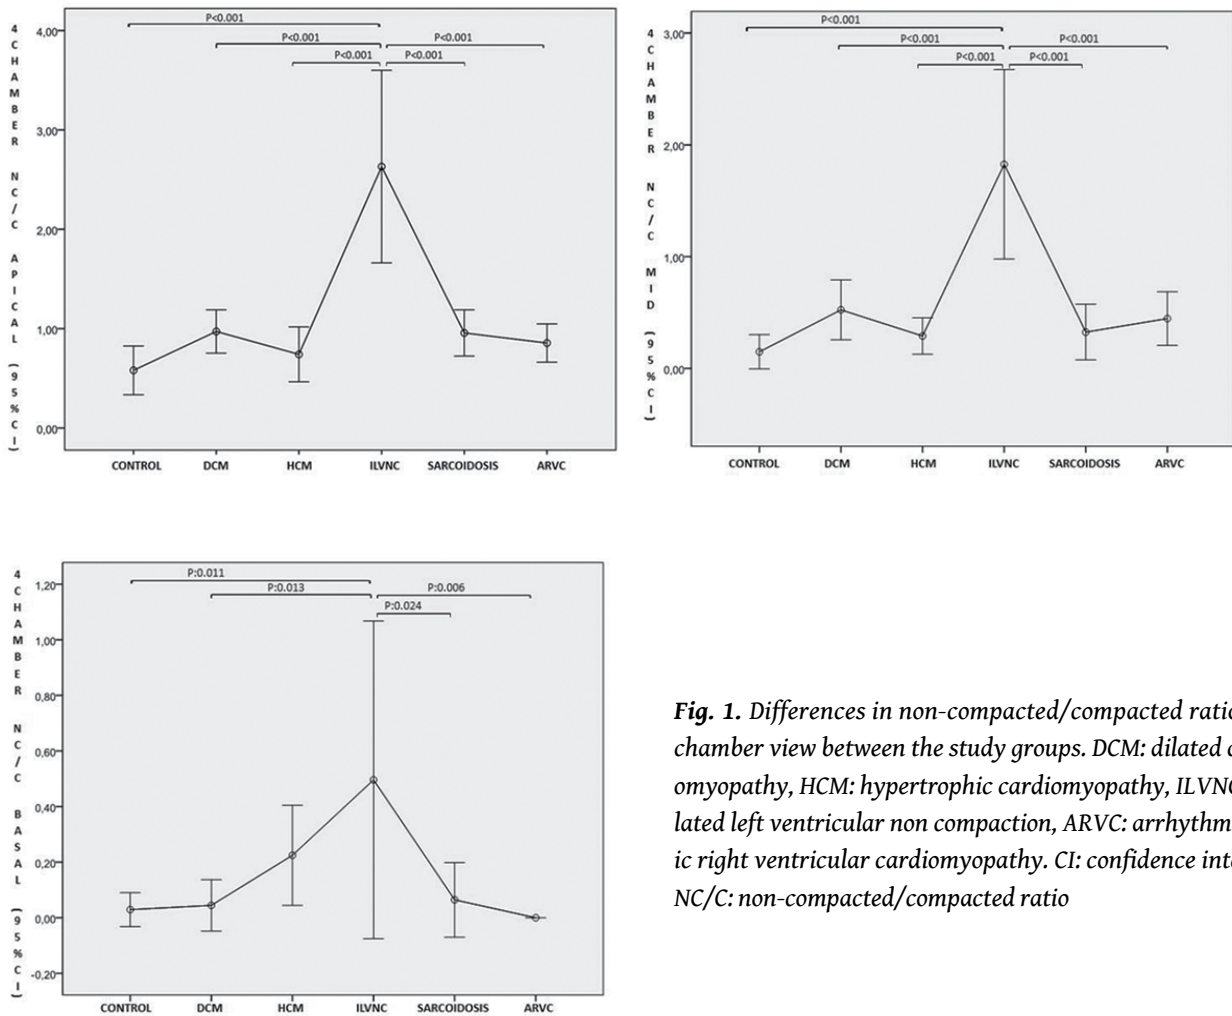 4 CHAMBER NC/C APICAL (95%CI)
4,00
3,00
2,00
1,00
0,00
P<0.001
P<0.001
P<0.001
P<0.001
P<0.001
CONTROL DCM HCM ILVNC SARCOIDOSIS ARVC
4 CHAMBER NC/C MID (95%CI)
3,00
2,00
1,00
0,00
P<0.001
P<0.001
P<0.001
P<0.001
P<0.001
CONTROL DCM HCM ILVNC SARCOIDOSIS ARVC
4 CHAMBER NC/C BASAL (95%CI)
1,20
1,00
0,80
0,60
0,40
0,20
0,00
-0,20
P:0.011
P:0.013
P:0.006
P:0.024
CONTROL DCM HCM ILVNC SARCOIDOSIS ARVC
Fig. 1. Differences in non-compacted/compacted ratio
chamber view between the study groups. DCM: dilated
omyopathy, HCM: hypertrophic cardiomyopathy, ILVNC
lated left ventricular non compaction, ARVC: arrhythm
ic right ventricular cardiomyopathy. CI: confidence int
NC/C: non-compacted/compacted ratio